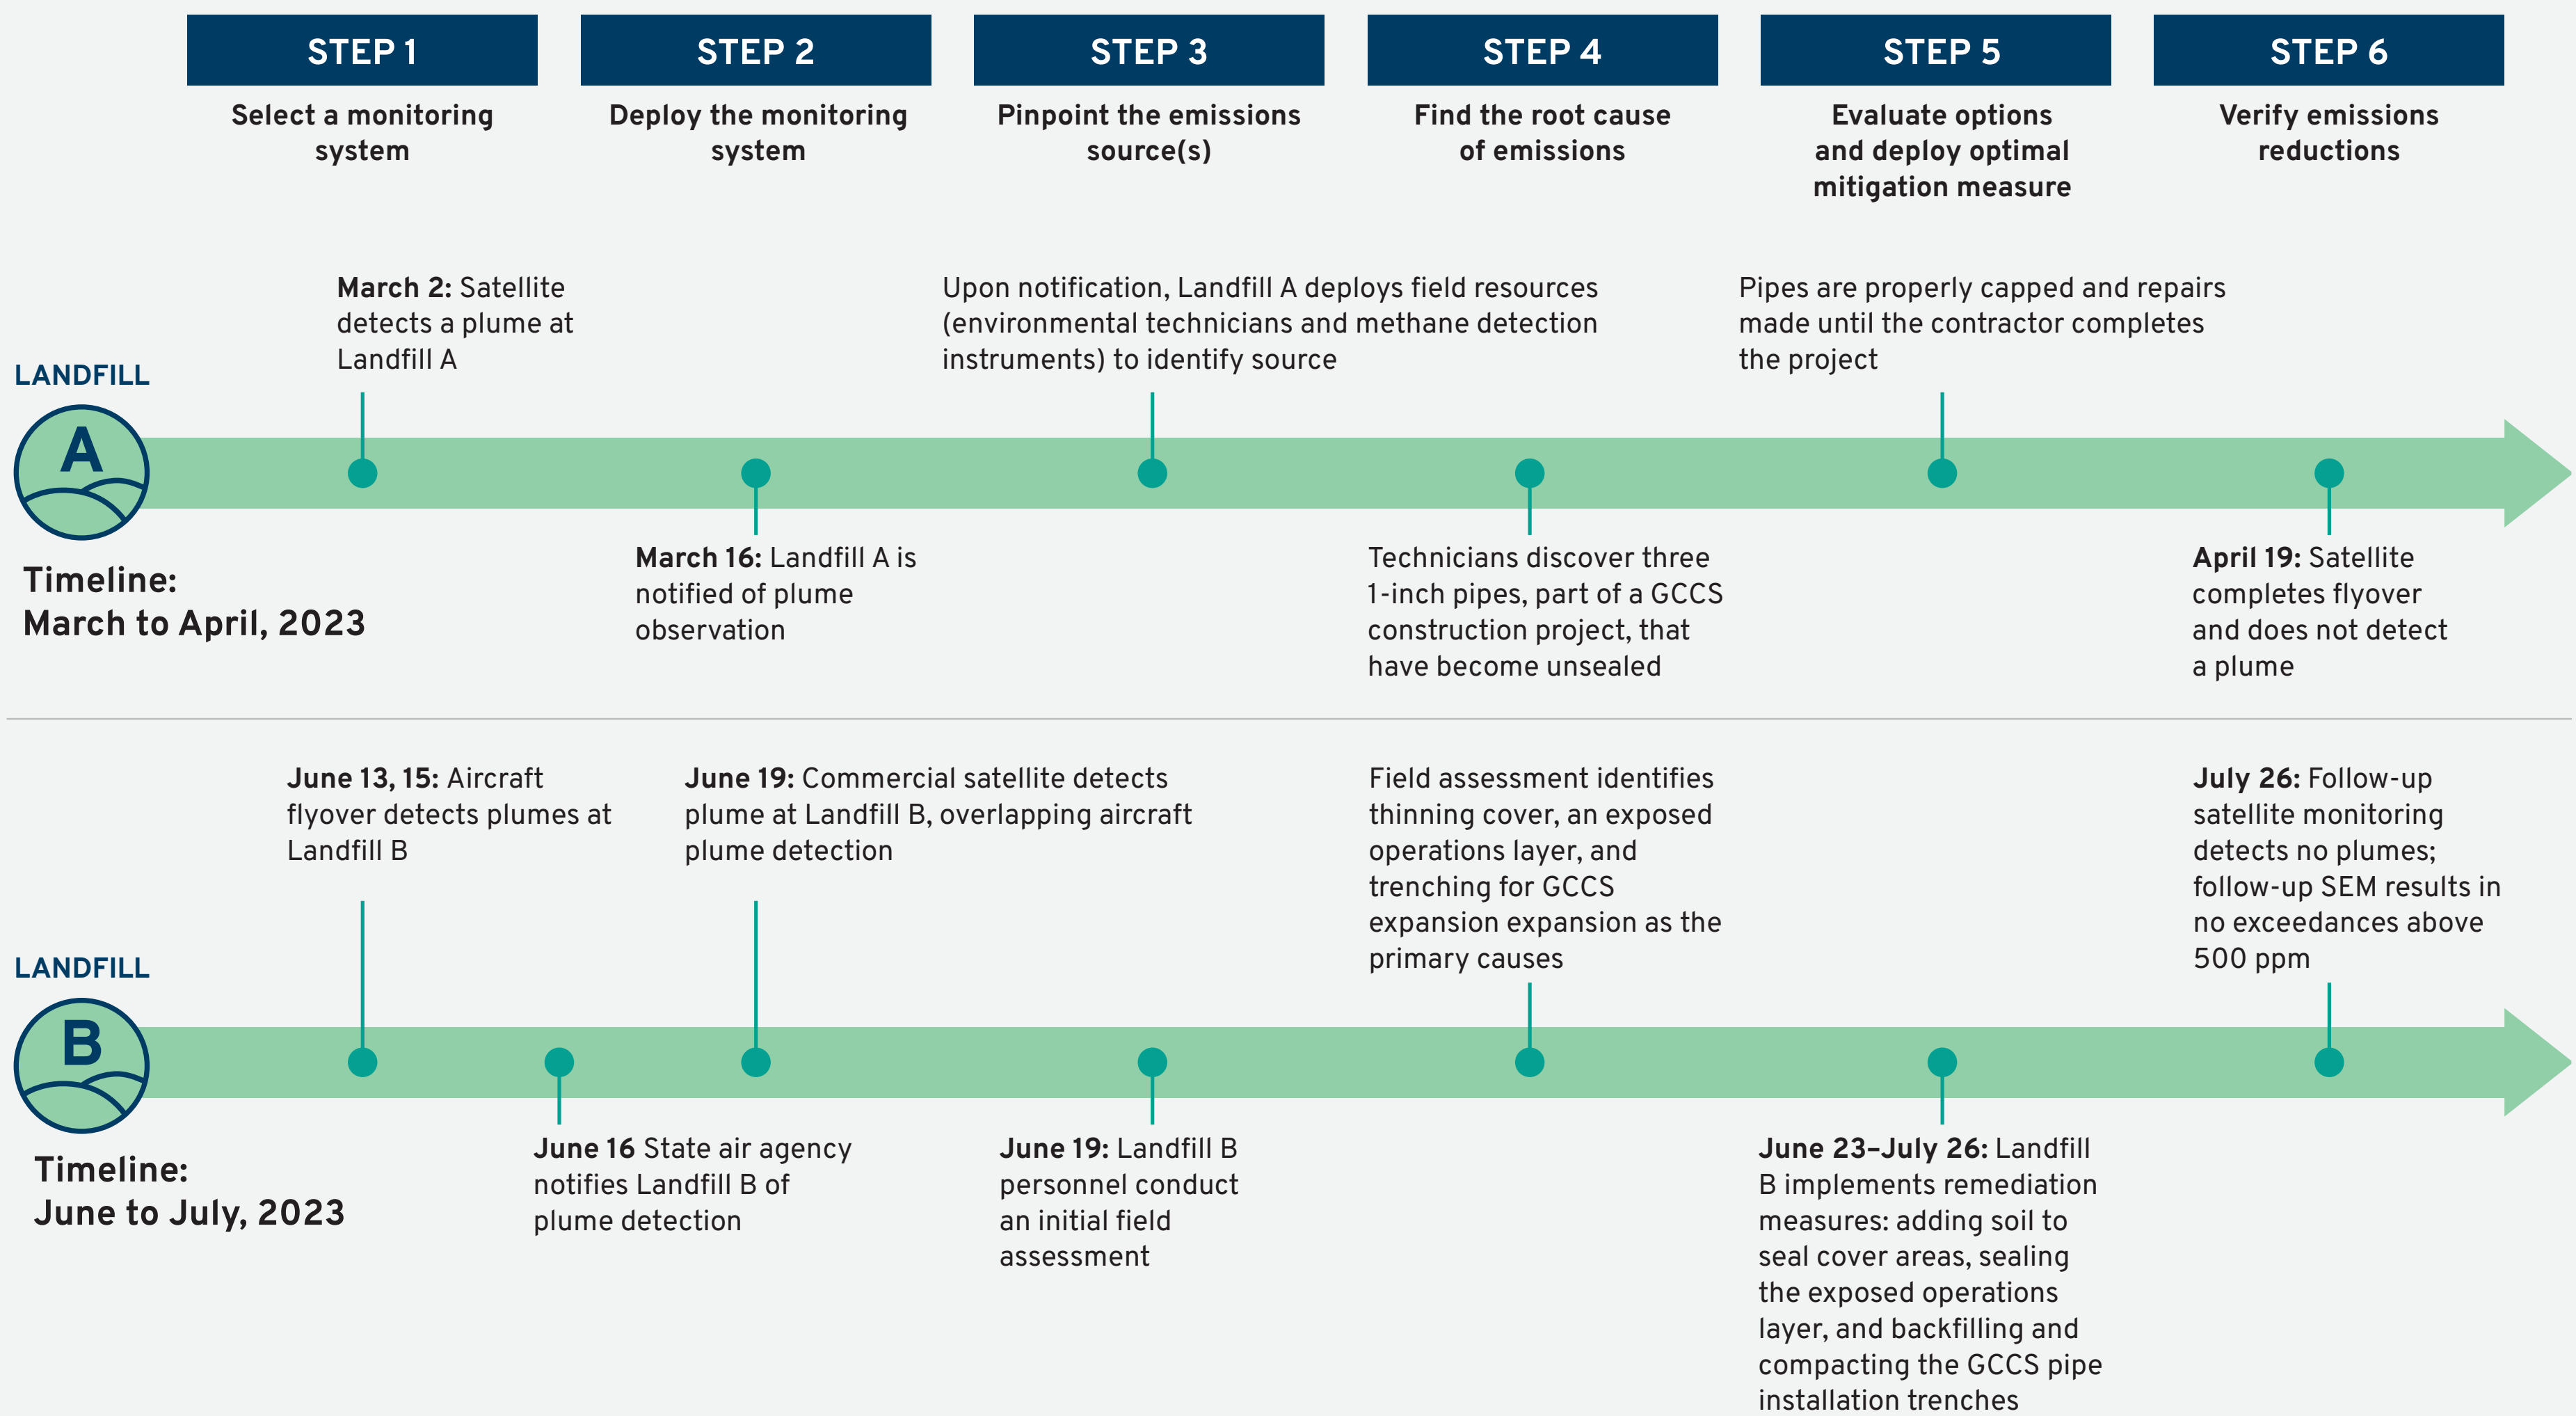 STEP 1
Select a monitoring
system
STEP 2
Deploy the monitoring
system
STEP 3
Pinpoint the emissions
source(s)
STEP 4
Find the root cause
of emissions
STEP 5
Evaluate options
and deploy optimal
mitigation measure
STEP 6
Verify emissions
reductions
LANDFILL
A
Timeline:
March to April, 2023
March 2: Satellite
detects a plume at
Landfill A
March 16: Landfill A is
notified of plume
observation
Upon notification, Landfill A deploys field resources
(environmental technicians and methane detection
instruments) to identify source
Technicians discover three
1-inch pipes, part of a GCCS
construction project, that
have become unsealed
Pipes are properly capped and repairs
made until the contractor completes
the project
April 19: Satellite
completes flyover
and does not detect
a plume
LANDFILL
B
Timeline:
June to July, 2023
June 13, 15: Aircraft
flyover detects plumes at
Landfill B
June 16 State air agency
notifies Landfill B of
plume detection
June 19: Commercial satellite detects
plume at Landfill B, overlapping aircraft
plume detection
June 19: Landfill B
personnel conduct
an initial field
assessment
Field assessment identifies
thinning cover, an exposed
operations layer, and
trenching for GCCS
expansion expansion as the
primary causes
June 23–July 26: Landfill
B implements remediation
measures: adding soil to
seal cover areas, sealing
the exposed operations
layer, and backfilling and
compacting the GCCS pipe
installation trenches
July 26: Follow-up
satellite monitoring
detects no plumes;
follow-up SEM results in
no exceedances above
500 ppm